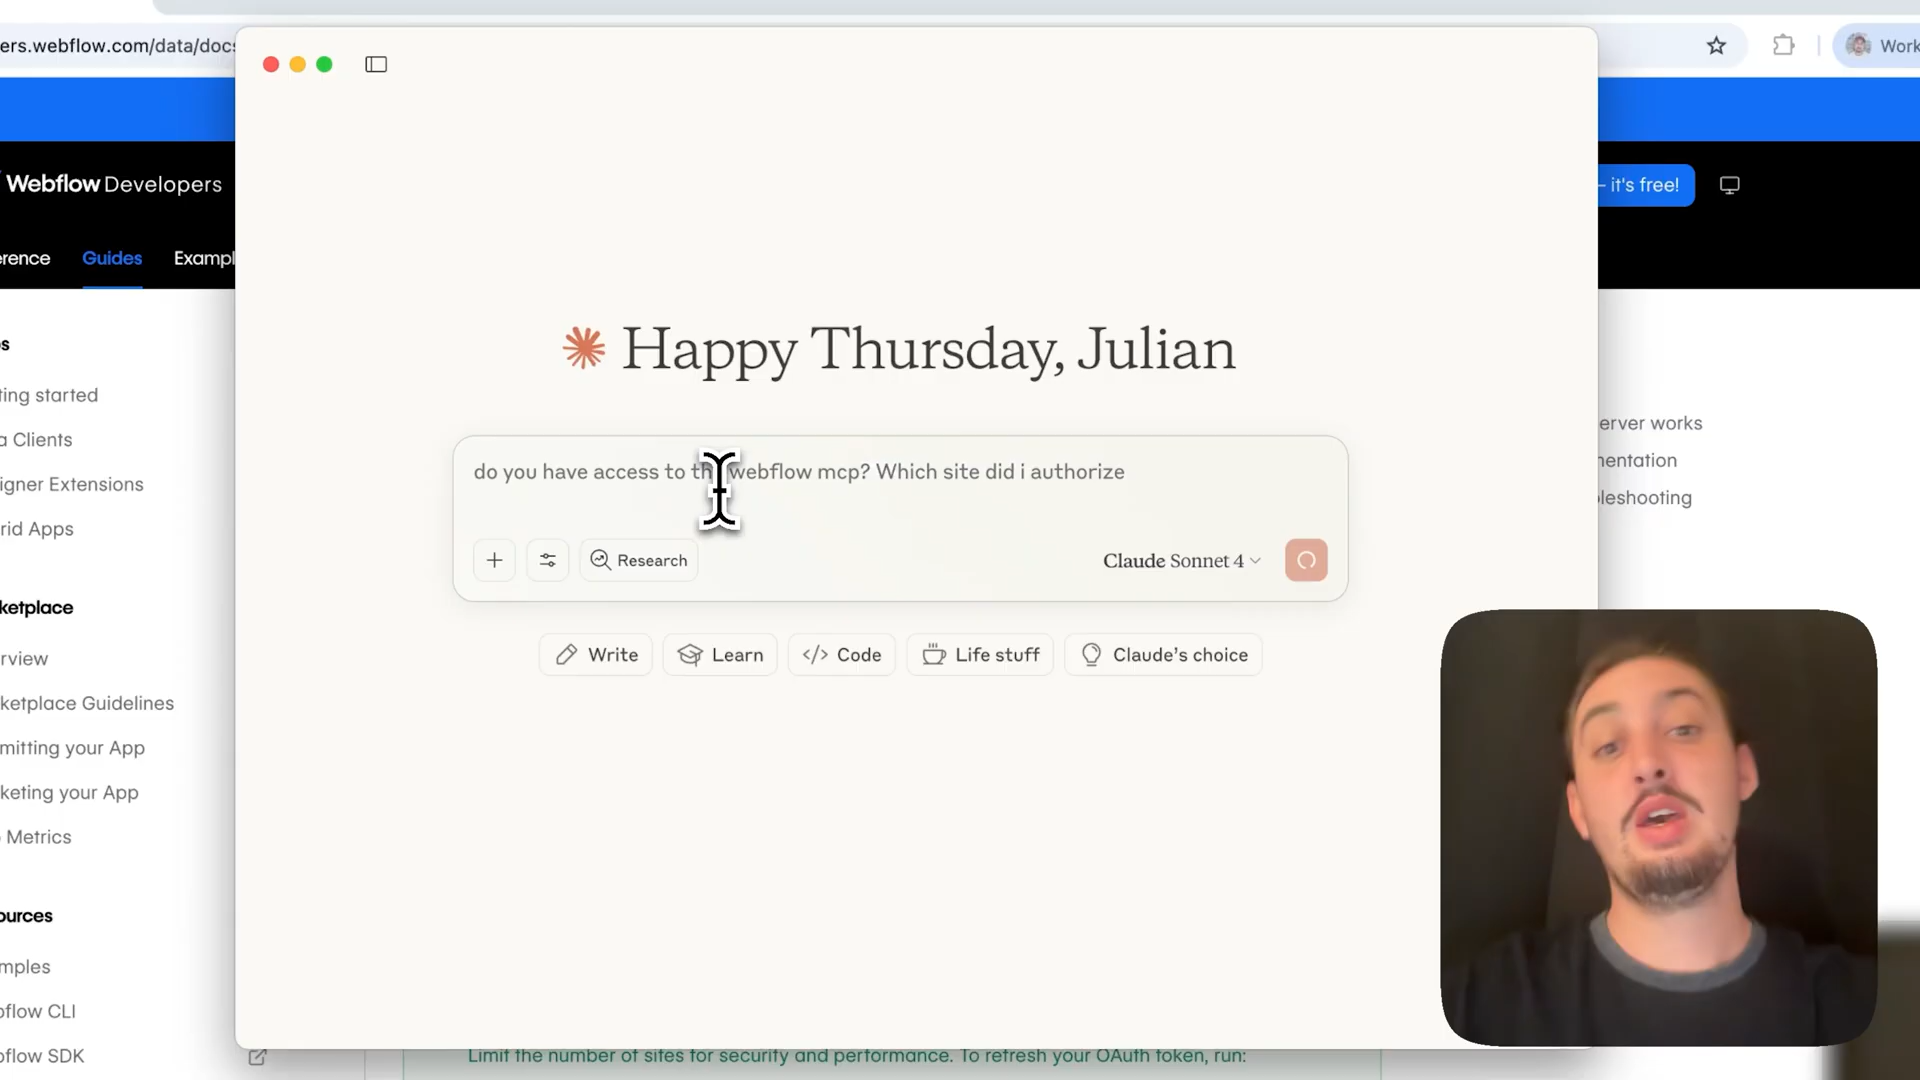 ers.webflow.com/data/docs
Work
Webflow Developers
it's free!
erence
Guides
Exampl
s
ting started
a Clients
igner Extensions
rid Apps
ketplace
rview
ketplace Guidelines
mitting your App
keting your App
Metrics
ources
mples
oflow CLI
oflow SDK
Happy Thursday, Julian
do you have access to th webflow mcp? Which site did i authorize
Research
Claude Sonnet 4
Write
Learn
Code
Life stuff
Claude's choice
erver works
nentation
leshooting
Limit the number of sites for security and performance. To refresh your OAuth token, run: